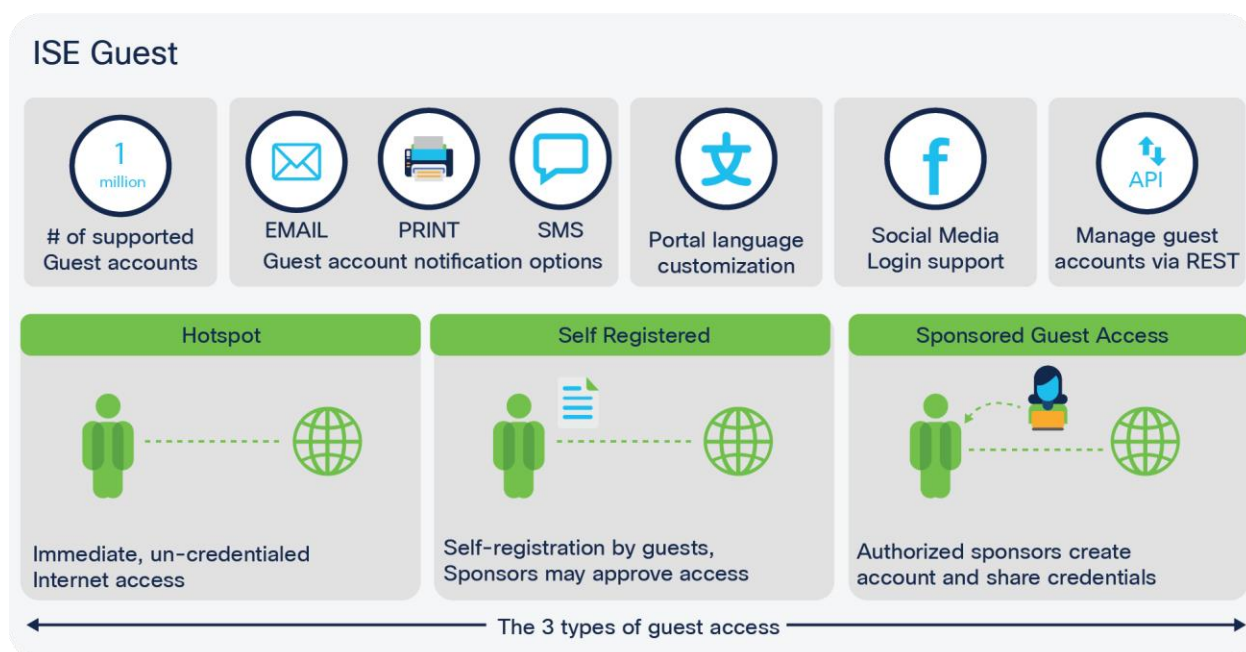 ISE Guest
1
million
# of supported
Guest accounts
EMAIL
PRINT
SMS
Guest account notification options
文
Portal language
customization
f
Social Media
Login support
API
Manage guest
accounts via REST
Hotspot
Immediate, un-credentialed
Internet access
Self Registered
Self-registration by guests,
Sponsors may approve access
Sponsored Guest Access
Authorized sponsors create
account and share credentials
The 3 types of guest access